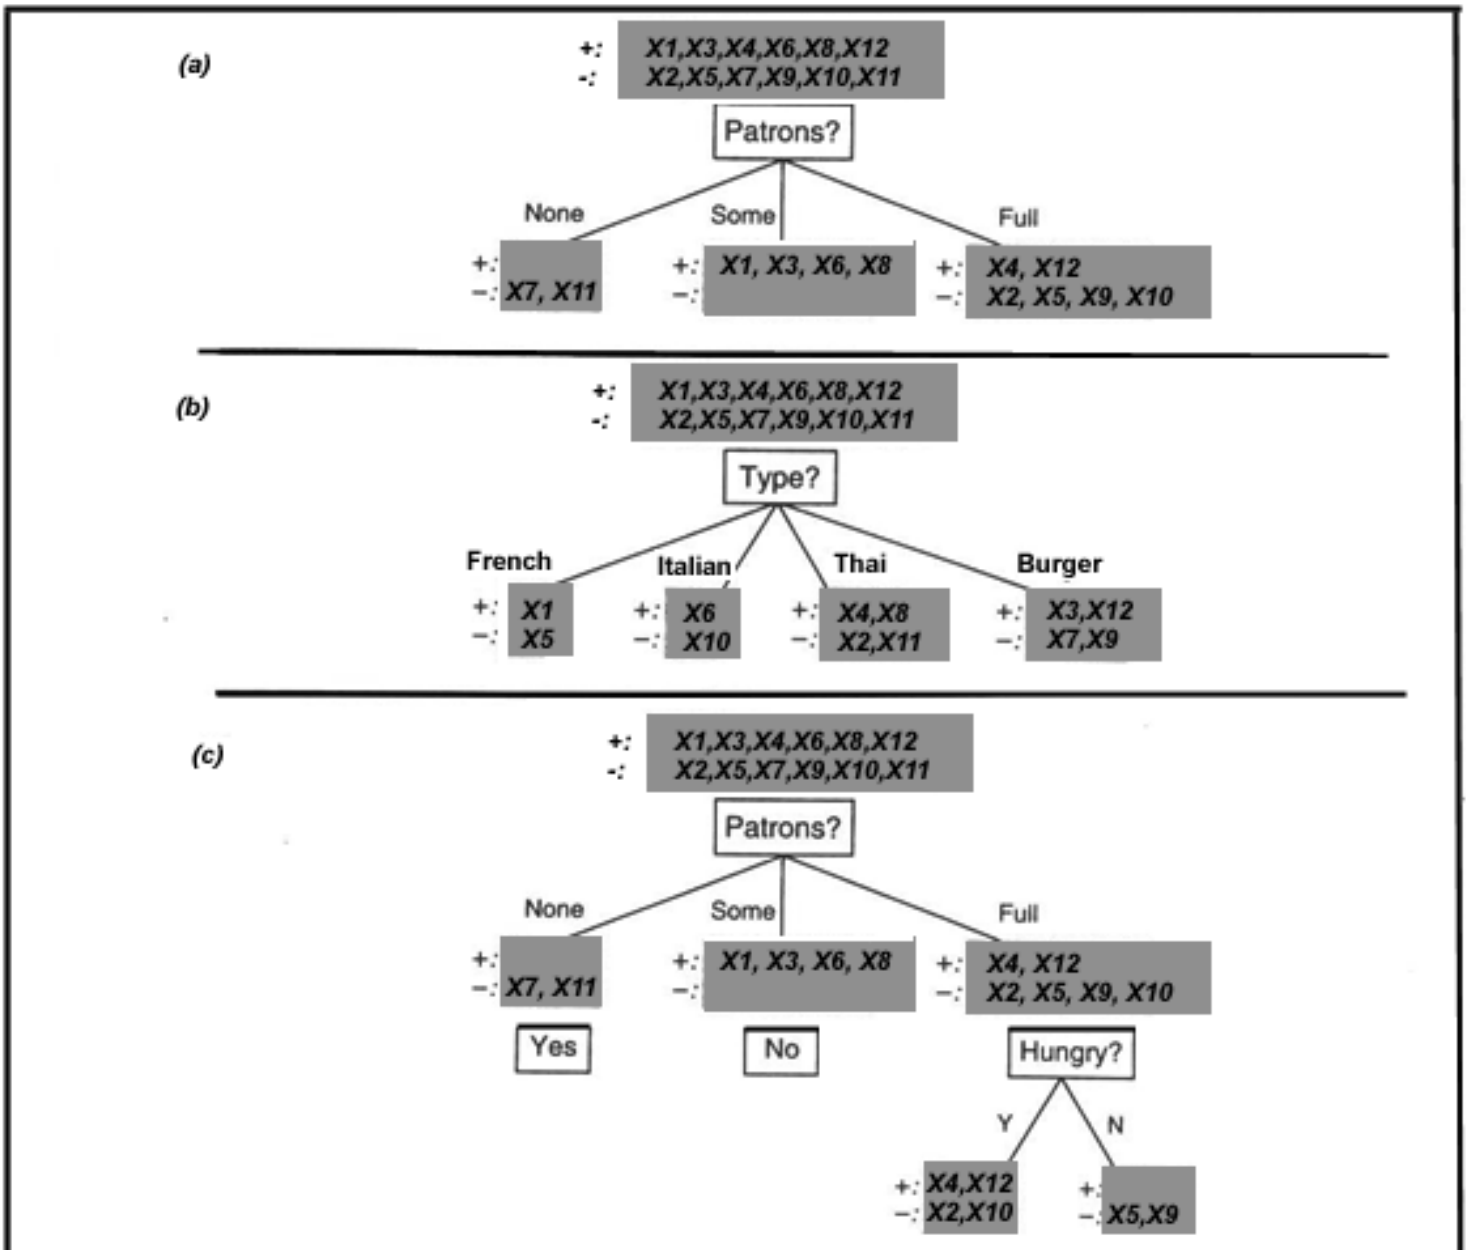 (a)
+: X1,X3,X4,X6,X8,X12
-: X2,X5,X7,X9,X10,X11
Patrons?
None Some Full
+: +: X1, X3, X6, X8 +: X4, X12
–: X7, X11 –: –: X2, X5, X9, X10
(b)
+: X1,X3,X4,X6,X8,X12
-: X2,X5,X7,X9,X10,X11
Type?
French Italian Thai Burger
+: X1 +: X6 +: X4,X8 +: X3,X12
–: X5 –: X10 –: X2,X11 –: X7,X9
(c)
+: X1,X3,X4,X6,X8,X12
-: X2,X5,X7,X9,X10,X11
Patrons?
None Some Full
+: +: X1, X3, X6, X8 +: X4, X12
–: X7, X11 –: –: X2, X5, X9, X10
Yes No Hungry?
Y N
+: X4,X12 +:
–: X2,X10 –: X5,X9